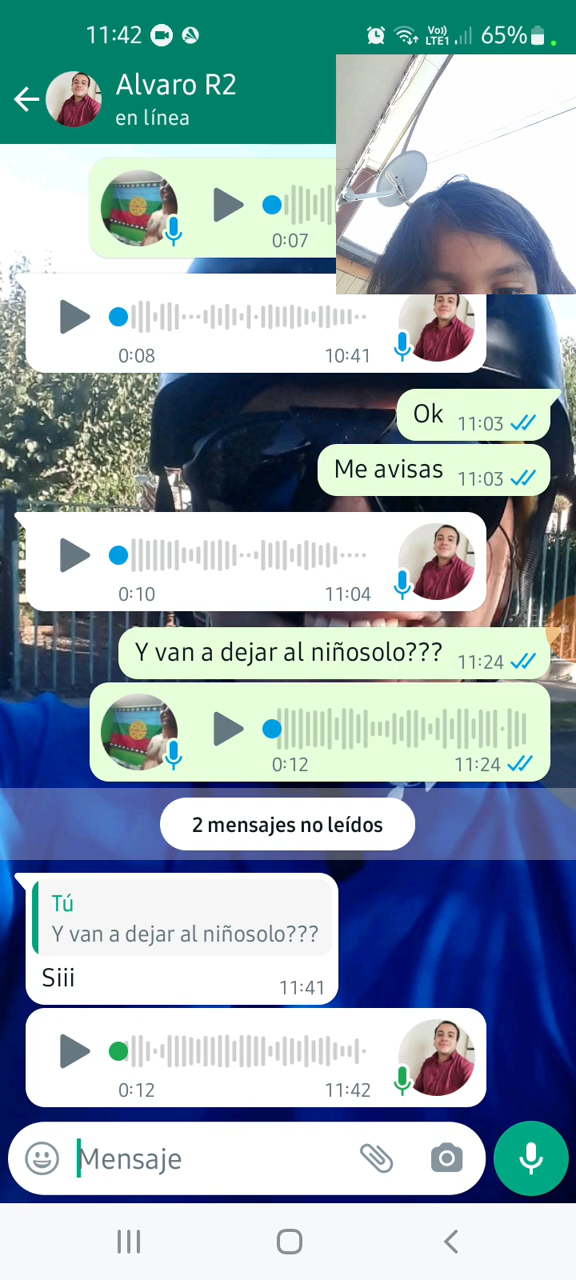 11:42
Vo)) LTE1 65%
Alvaro R2
en línea
0:07
0:08 10:41
Ok 11:03
Me avisas 11:03
0:10 11:04
Y van a dejar al niñosolo??? 11:24
0:12 11:24
2 mensajes no leídos
Tú
Y van a dejar al niñosolo???
Siii 11:41
0:12 11:42
Mensaje